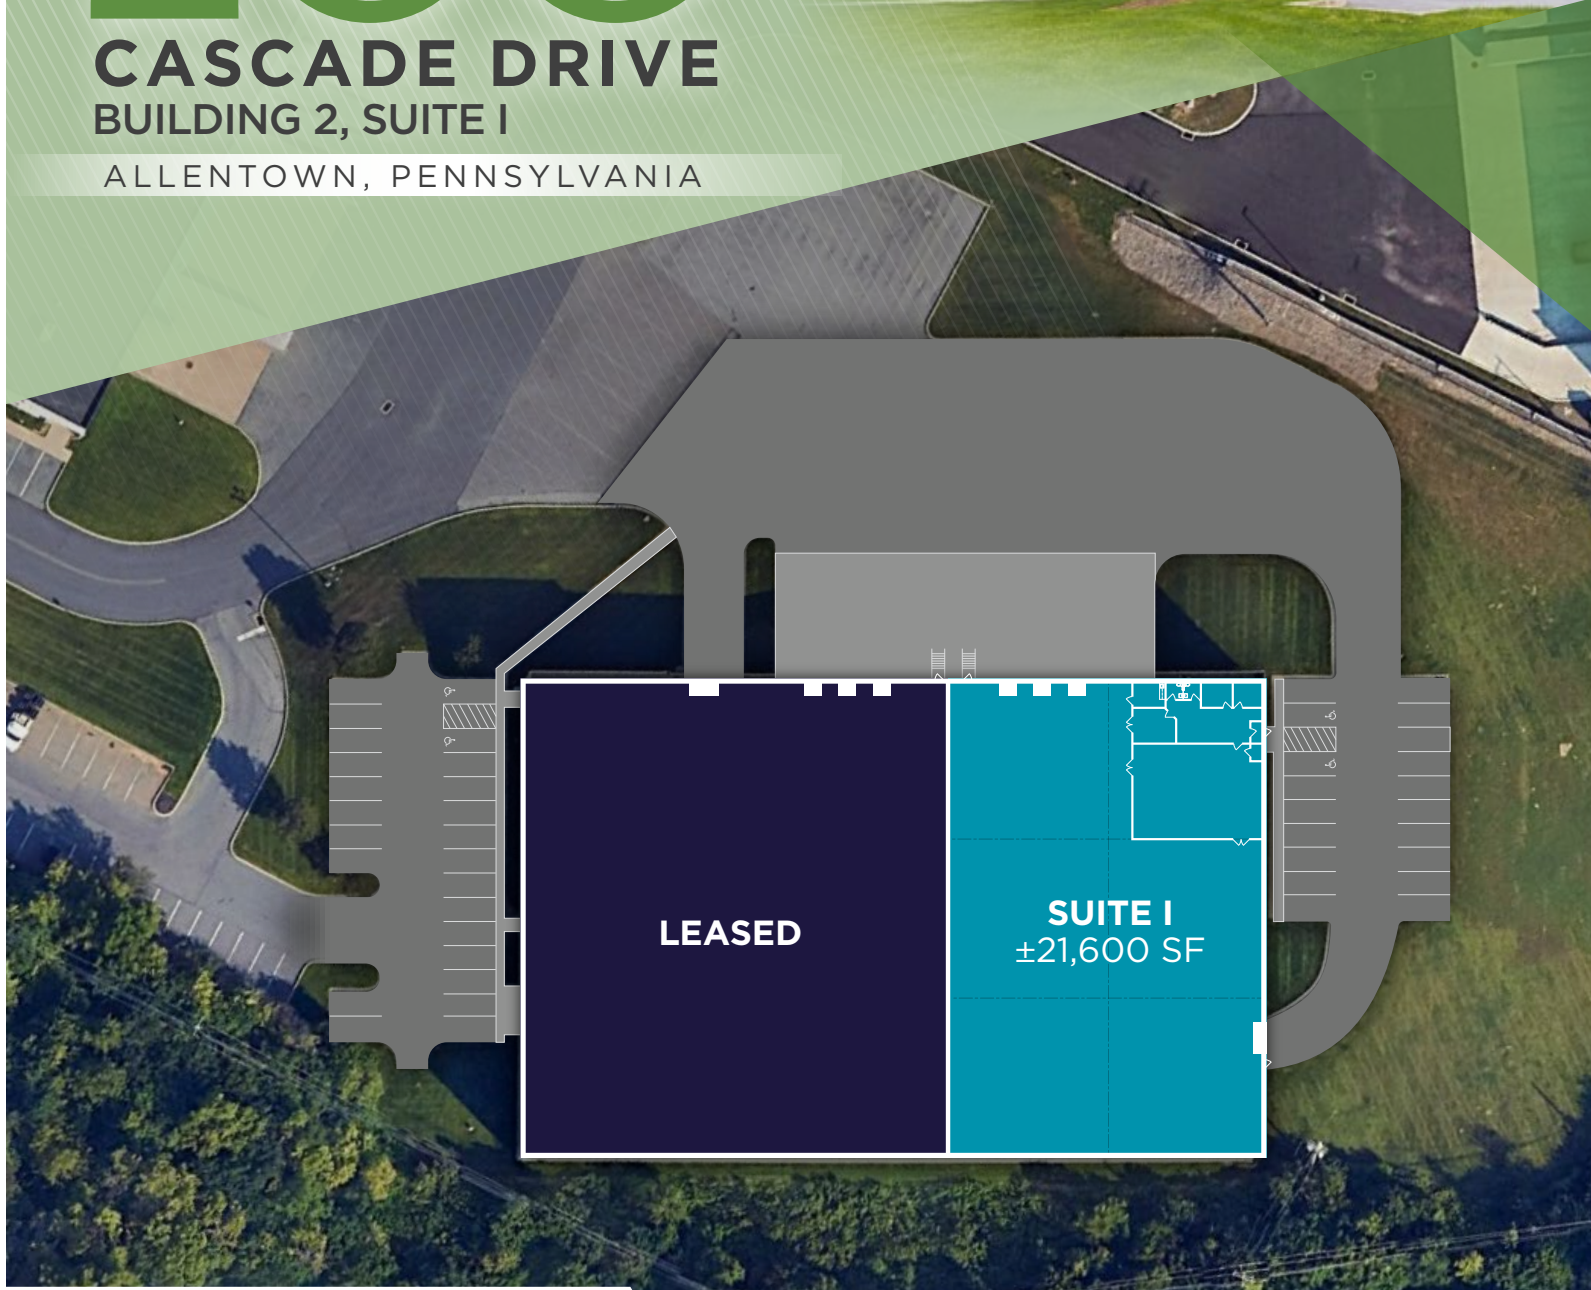 CASCADE DRIVE
BUILDING 2, SUITE I
ALLENTOWN, PENNSYLVANIA
LEASED
SUITE I
±21,600 SF